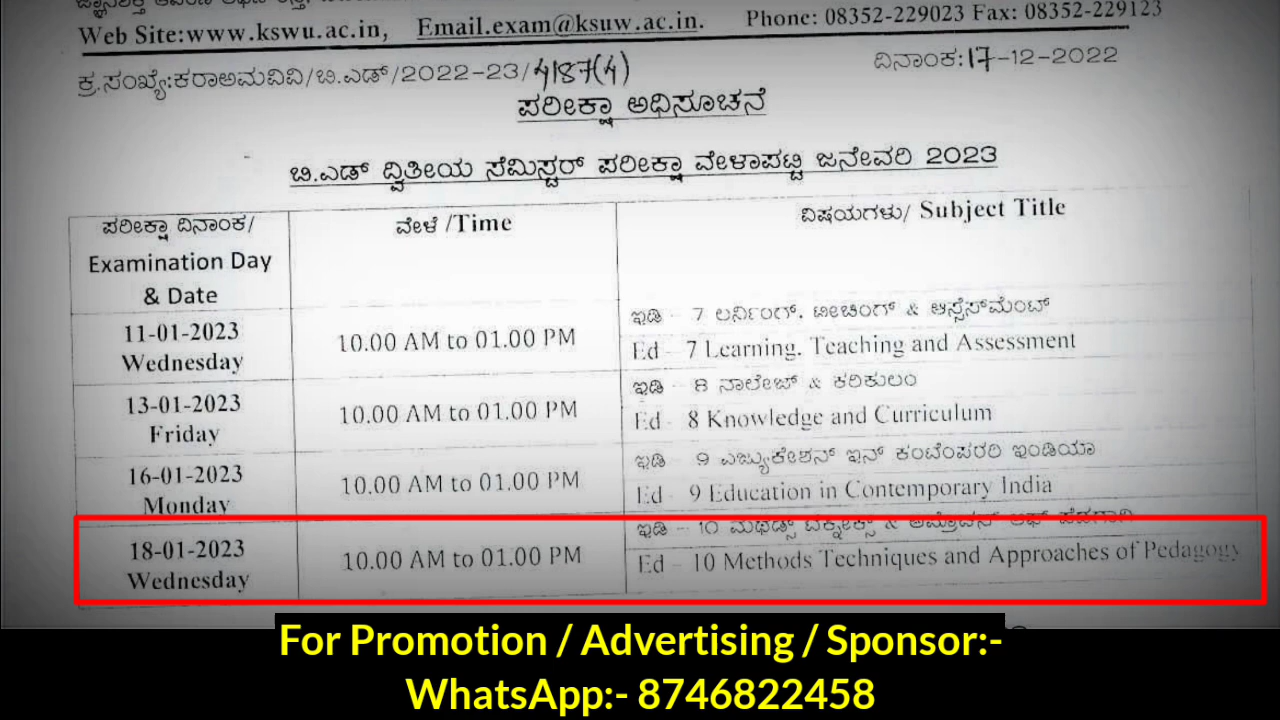 Web Site:www.kswu.ac.in, Email.exam@ksuw.ac.in. Phone: 08352-229023 Fax: 08352-229123
ಕ್ರ.ಸಂಖ್ಯೆ:ಕರಾಅಮವಿವಿ/ಬಿ.ಎಡ್/2022-23/4187(4) ದಿನಾಂಕ:17-12-2022
ಪರೀಕ್ಷಾ ಅಧಿಸೂಚನೆ
ಬಿ.ಎಡ್ ದ್ವಿತೀಯ ಸೆಮಿಸ್ಟರ್ ಪರೀಕ್ಷಾ ವೇಳಾಪಟ್ಟಿ ಜನೇವರಿ 2023
ಪರೀಕ್ಷಾ ದಿನಾಂಕ/ ವೇಳೆ /Time ವಿಷಯಗಳು/ Subject Title
Examination Day
& Date
11-01-2023
Wednesday
10.00 AM to 01.00 PM
ಇಡಿ - 7 ಲರ್ನಿಂಗ್. ಟೀಚಿಂಗ್ & ಆಸ್ಸೆಸ್‌ಮೆಂಟ್
Ed - 7 Learning. Teaching and Assessment
13-01-2023
Friday
10.00 AM to 01.00 PM
ಇಡಿ - 8 ನಾಲೇಜ್ & ಕರಿಕುಲಂ
Ed - 8 Knowledge and Curriculum
16-01-2023
Monday
10.00 AM to 01.00 PM
ಇಡಿ - 9 ಎಜ್ಯುಕೇಶನ್ ಇನ್ ಕಂಟೆಂಪರರಿ ಇಂಡಿಯಾ
Ed - 9 Education in Contemporary India
18-01-2023
Wednesday
10.00 AM to 01.00 PM
ಇಡಿ - 10 ಮಥಡ್ಸ್
Ed - 10 Methods Techniques and Approaches of Pedagogy
For Promotion / Advertising / Sponsor:-
WhatsApp:- 8746822458